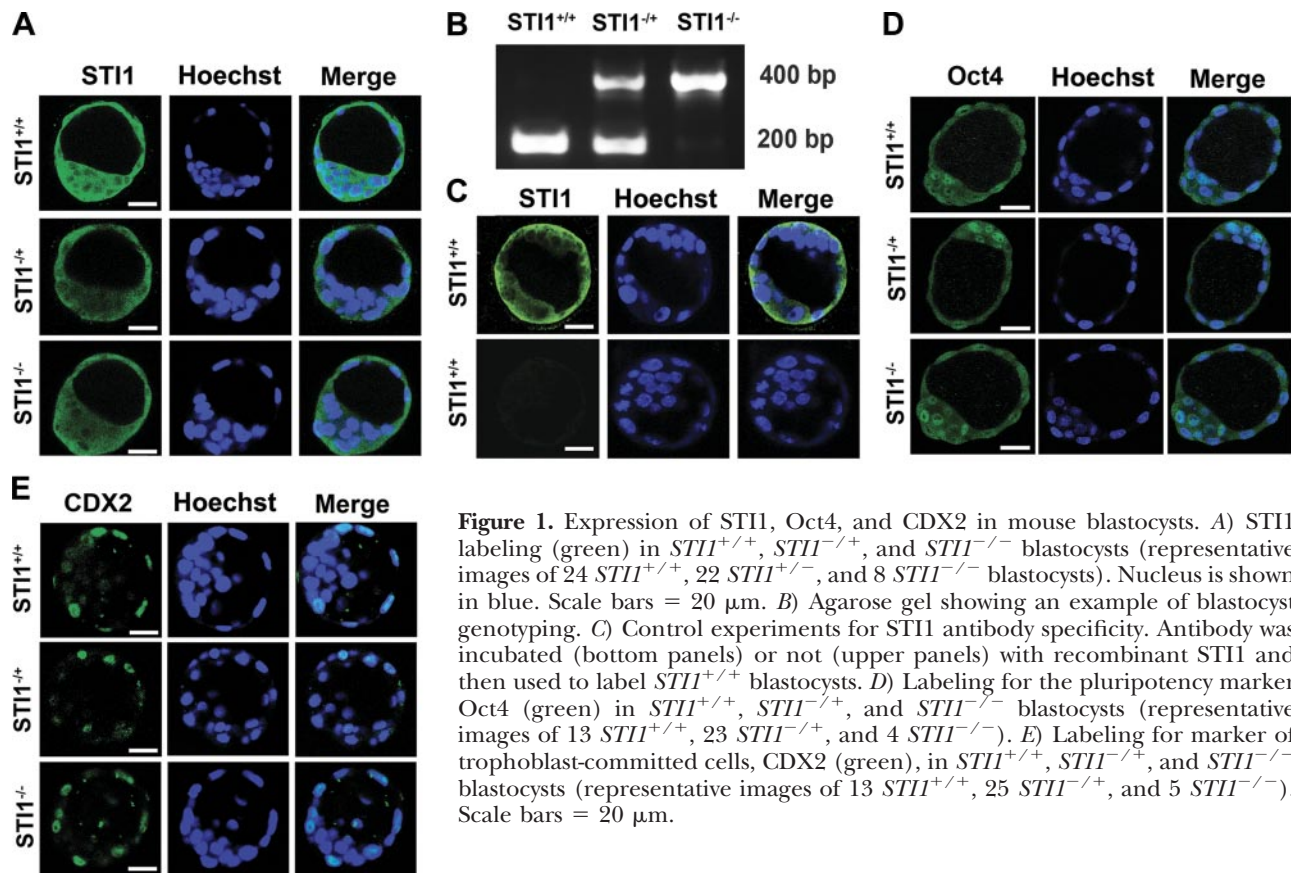 A
STI1 Hoechst Merge
STI1+/+
STI1-/+
STI1-/-
B
STI1+/+ STI1-/+ STI1-/-
400 bp
200 bp
C
STI1 Hoechst Merge
STI1+/+
STI1+/+
D
Oct4 Hoechst Merge
STI1+/+
STI1-/+
STI1-/-
E
CDX2 Hoechst Merge
STI1+/+
STI1-/+
STI1-/-
Figure 1. Expression of STI1, Oct4, and CDX2 in mouse blastocysts. A) STI1
labeling (green) in STI1+/+, STI1−/+, and STI1−/− blastocysts (representative
images of 24 STI1+/+, 22 STI1+/−, and 8 STI1−/− blastocysts). Nucleus is shown
in blue. Scale bars = 20 μm. B) Agarose gel showing an example of blastocyst
genotyping. C) Control experiments for STI1 antibody specificity. Antibody was
incubated (bottom panels) or not (upper panels) with recombinant STI1 and
then used to label STI1+/+ blastocysts. D) Labeling for the pluripotency marker
Oct4 (green) in STI1+/+, STI1−/+, and STI1−/− blastocysts (representative
images of 13 STI1+/+, 23 STI1−/+, and 4 STI1−/−). E) Labeling for marker of
trophoblast-committed cells, CDX2 (green), in STI1+/+, STI1−/+, and STI1−/−
blastocysts (representative images of 13 STI1+/+, 25 STI1−/+, and 5 STI1−/−).
Scale bars = 20 μm.